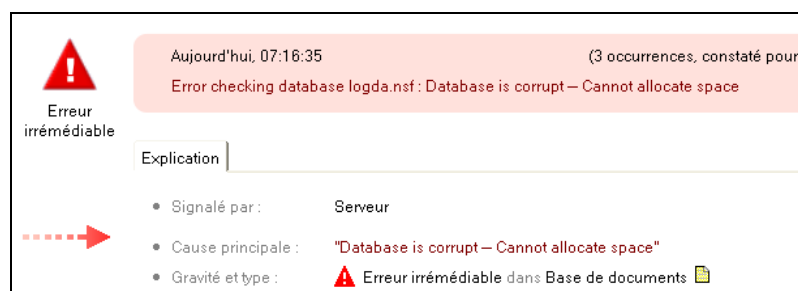 Aujourd'hui, 07:16:35 (3 occurrences, constaté pour
Error checking database logda.nsf : Database is corrupt – Cannot allocate space
Erreur
irrémédiable
Explication
• Signalé par : Serveur
• Cause principale : "Database is corrupt – Cannot allocate space"
• Gravité et type : Erreur irrémédiable dans Base de documents